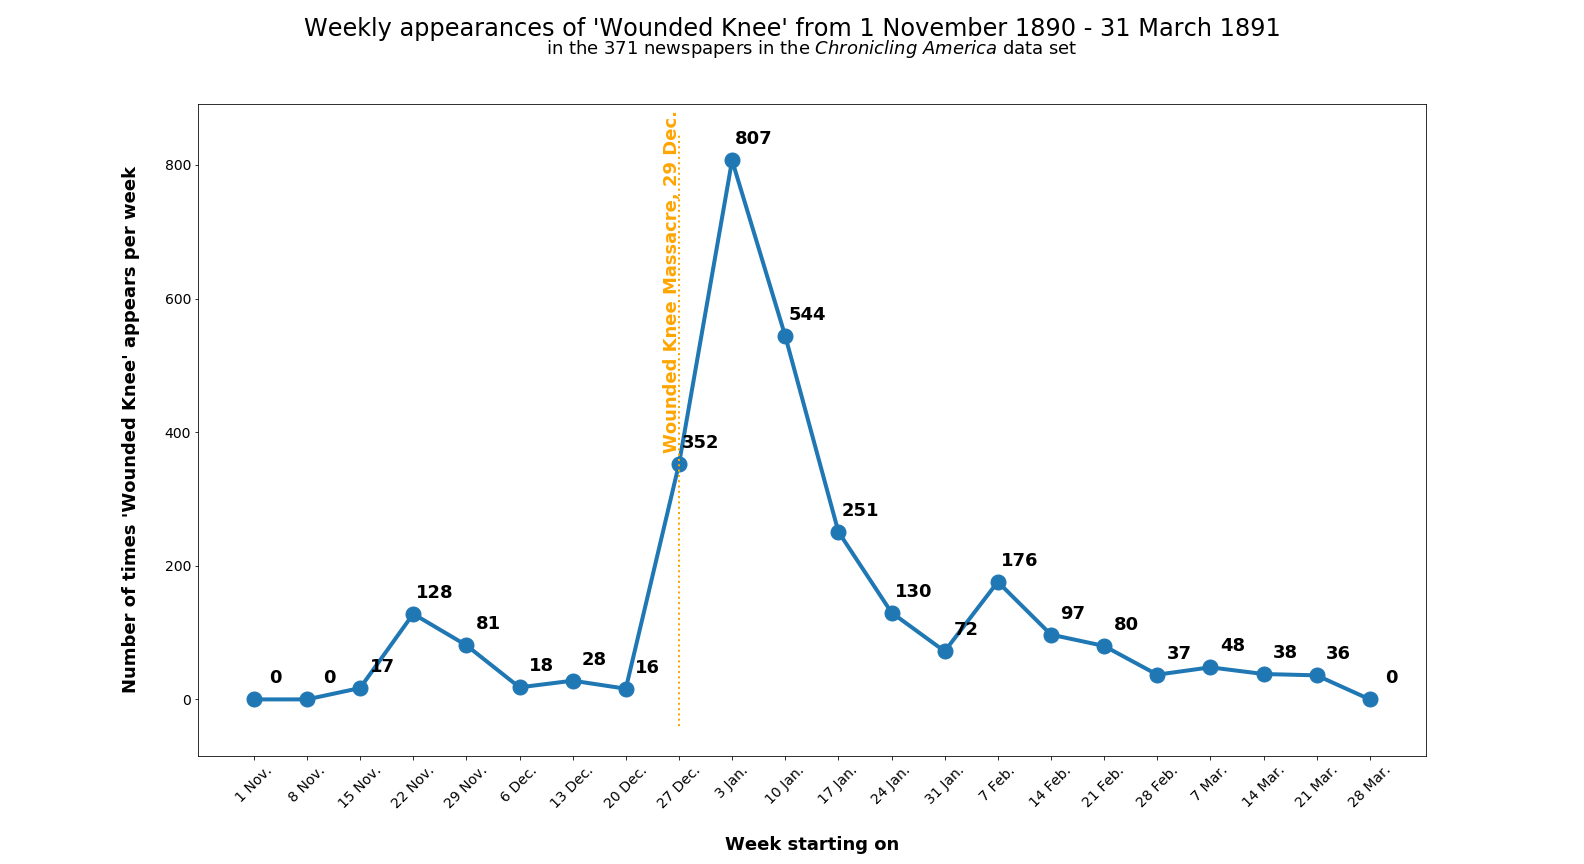 Weekly appearances of 'Wounded Knee' from 1 November 1890 - 31 March 1891
in the 371 newspapers in the Chronicling America data set
Number of times 'Wounded Knee' appears per week
800
600
400
200
0
Wounded Knee Massacre, 29 Dec.
0
0
17
128
81
18
28
16
352
807
544
251
130
72
176
97
80
37
48
38
36
0
1 Nov.
8 Nov.
15 Nov.
22 Nov.
29 Nov.
6 Dec.
13 Dec.
20 Dec.
27 Dec.
3 Jan.
10 Jan.
17 Jan.
24 Jan.
31 Jan.
7 Feb.
14 Feb.
21 Feb.
28 Feb.
7 Mar.
14 Mar.
21 Mar.
28 Mar.
Week starting on